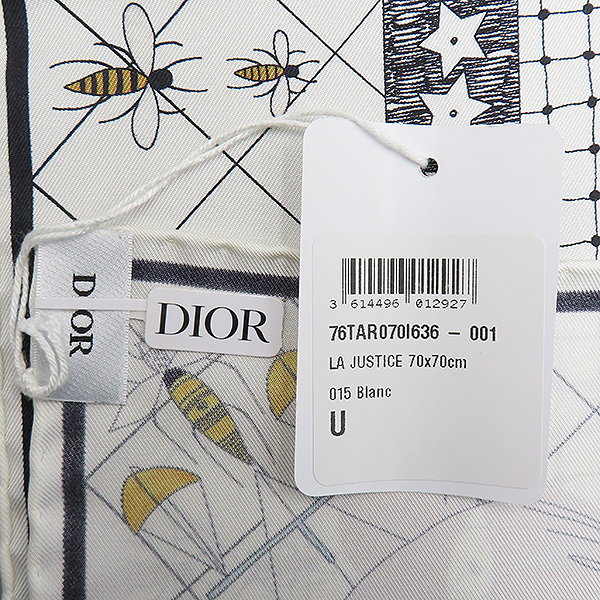 DIOR
DIOR
3 614496 012927
76TAR070I636 - 001
LA JUSTICE 70x70cm
015 Blanc
U